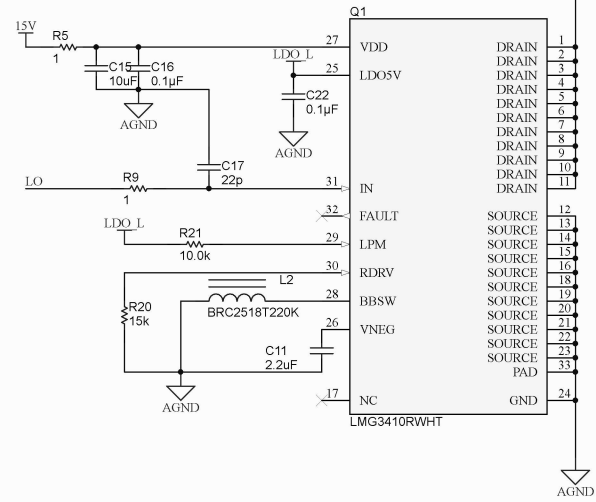 Q1
15V
R5
1
27
VDD
C15
10uF
C16
0.1µF
AGND
LDO_L
25
LDO5V
C22
0.1µF
AGND
C17
22p
LO
R9
1
31
IN
32
FAULT
LDO_L
R21
10.0k
29
LPM
30
RDRV
L2
BRC2518T220K
28
BBSW
R20
15k
26
VNEG
C11
2.2uF
AGND
17
NC
DRAIN 1
DRAIN 2
DRAIN 3
DRAIN 4
DRAIN 5
DRAIN 6
DRAIN 7
DRAIN 8
DRAIN 9
DRAIN 10
DRAIN 11
SOURCE 12
SOURCE 13
SOURCE 14
SOURCE 15
SOURCE 16
SOURCE 18
SOURCE 19
SOURCE 20
SOURCE 21
SOURCE 22
SOURCE 23
PAD 33
GND 24
LMG3410RWHT
AGND